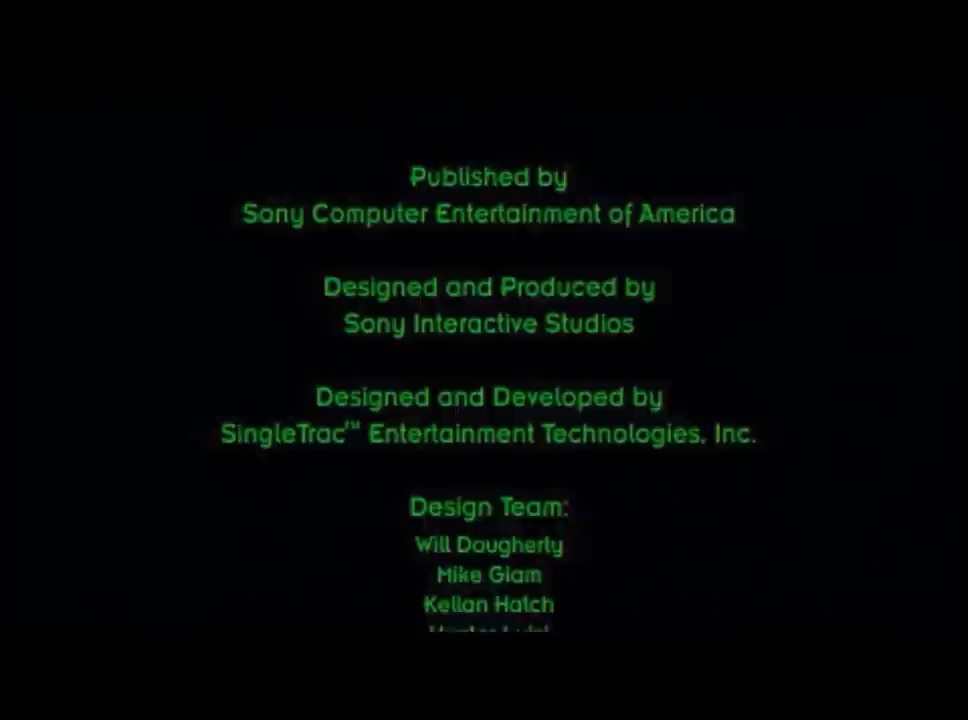 Published by
Sony Computer Entertainment of America
Designed and Produced by
Sony Interactive Studios
Designed and Developed by
SingleTrac™ Entertainment Technologies, Inc.
Design Team:
Will Dougherty
Mike Giam
Kellan Hatch